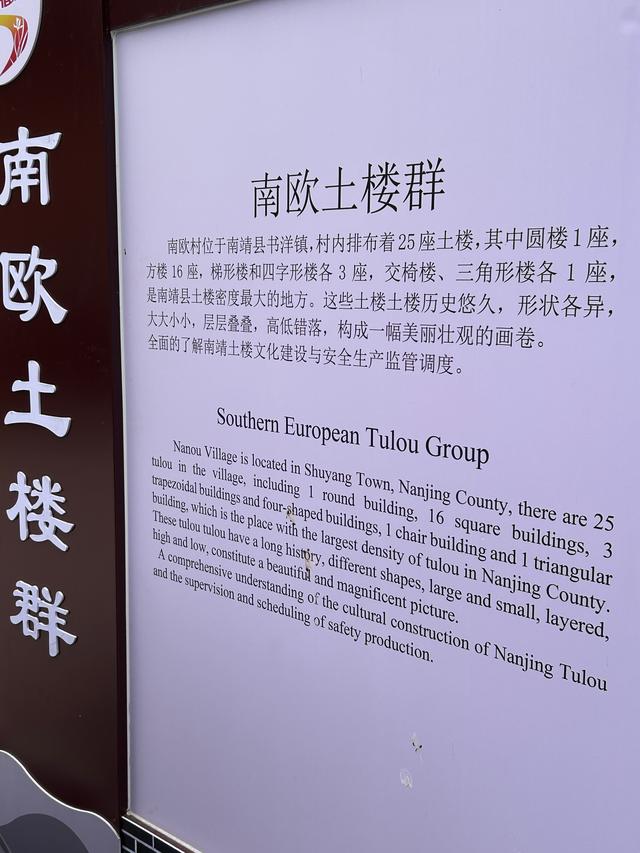 南欧土楼群
南欧土楼群
南欧村位于南靖县书洋镇,村内排布着25座土楼,其中圆楼1座,
方楼 16 座，梯形楼和四字形楼各 3 座，交椅楼、三角形楼各 1 座，
是南靖县土楼密度最大的地方。这些土楼土楼历史悠久，形状各异，
大大小小，层层叠叠，高低错落，构成一幅美丽壮观的画卷。
全面的了解南靖土楼文化建设与安全生产监管调度。
Southern European Tulou Group
Nanou Village is located in Shuyang Town, Nanjing County, there are 25
tulou in the village, including 1 round building, 16 square buildings, 3
trapezoidal buildings and four-shaped buildings, 1 chair building and 1 triangular
building, which is the place with the largest density of tulou in Nanjing County.
These tulou tulou have a long history, different shapes, large and small, layered,
high and low, constitute a beautiful and magnificent picture.
A comprehensive understanding of the cultural construction of Nanjing Tulou
and the supervision and scheduling of safety production.